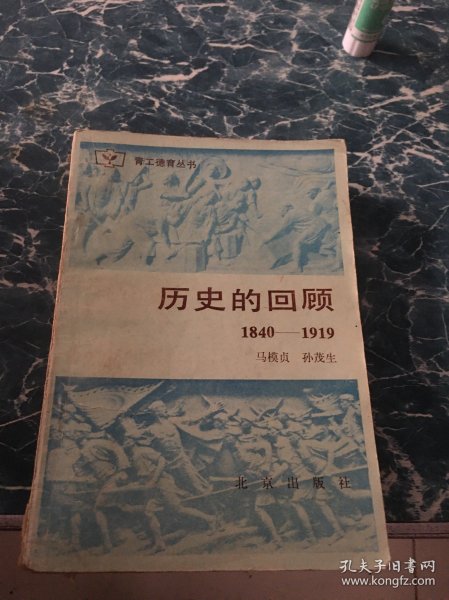 青工德育丛书
历史的回顾
1840——1919
马模贞 孙茂生
北京出版社
孔夫子旧书网
www.kongfz.com